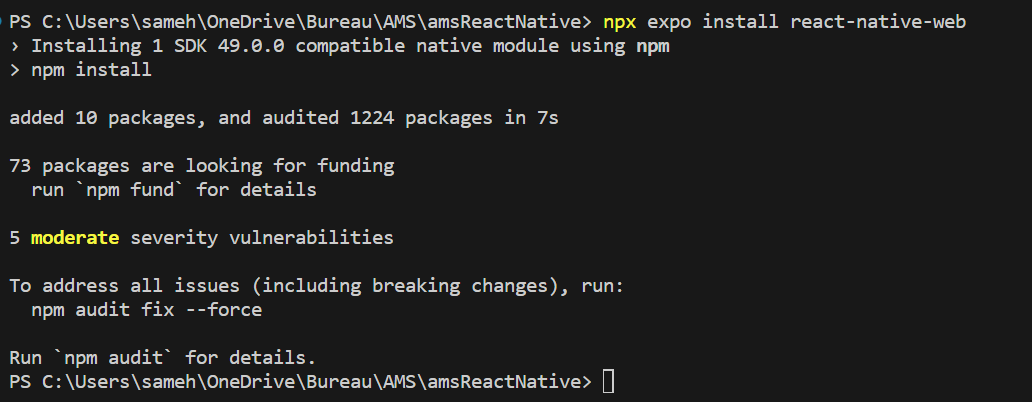 PS C:\Users\sameh\OneDrive\Bureau\AMS\amsReactNative> npx expo install react-native-web
› Installing 1 SDK 49.0.0 compatible native module using npm
> npm install
added 10 packages, and audited 1224 packages in 7s
73 packages are looking for funding
run `npm fund` for details
5 moderate severity vulnerabilities
To address all issues (including breaking changes), run:
npm audit fix --force
Run `npm audit` for details.
PS C:\Users\sameh\OneDrive\Bureau\AMS\amsReactNative>